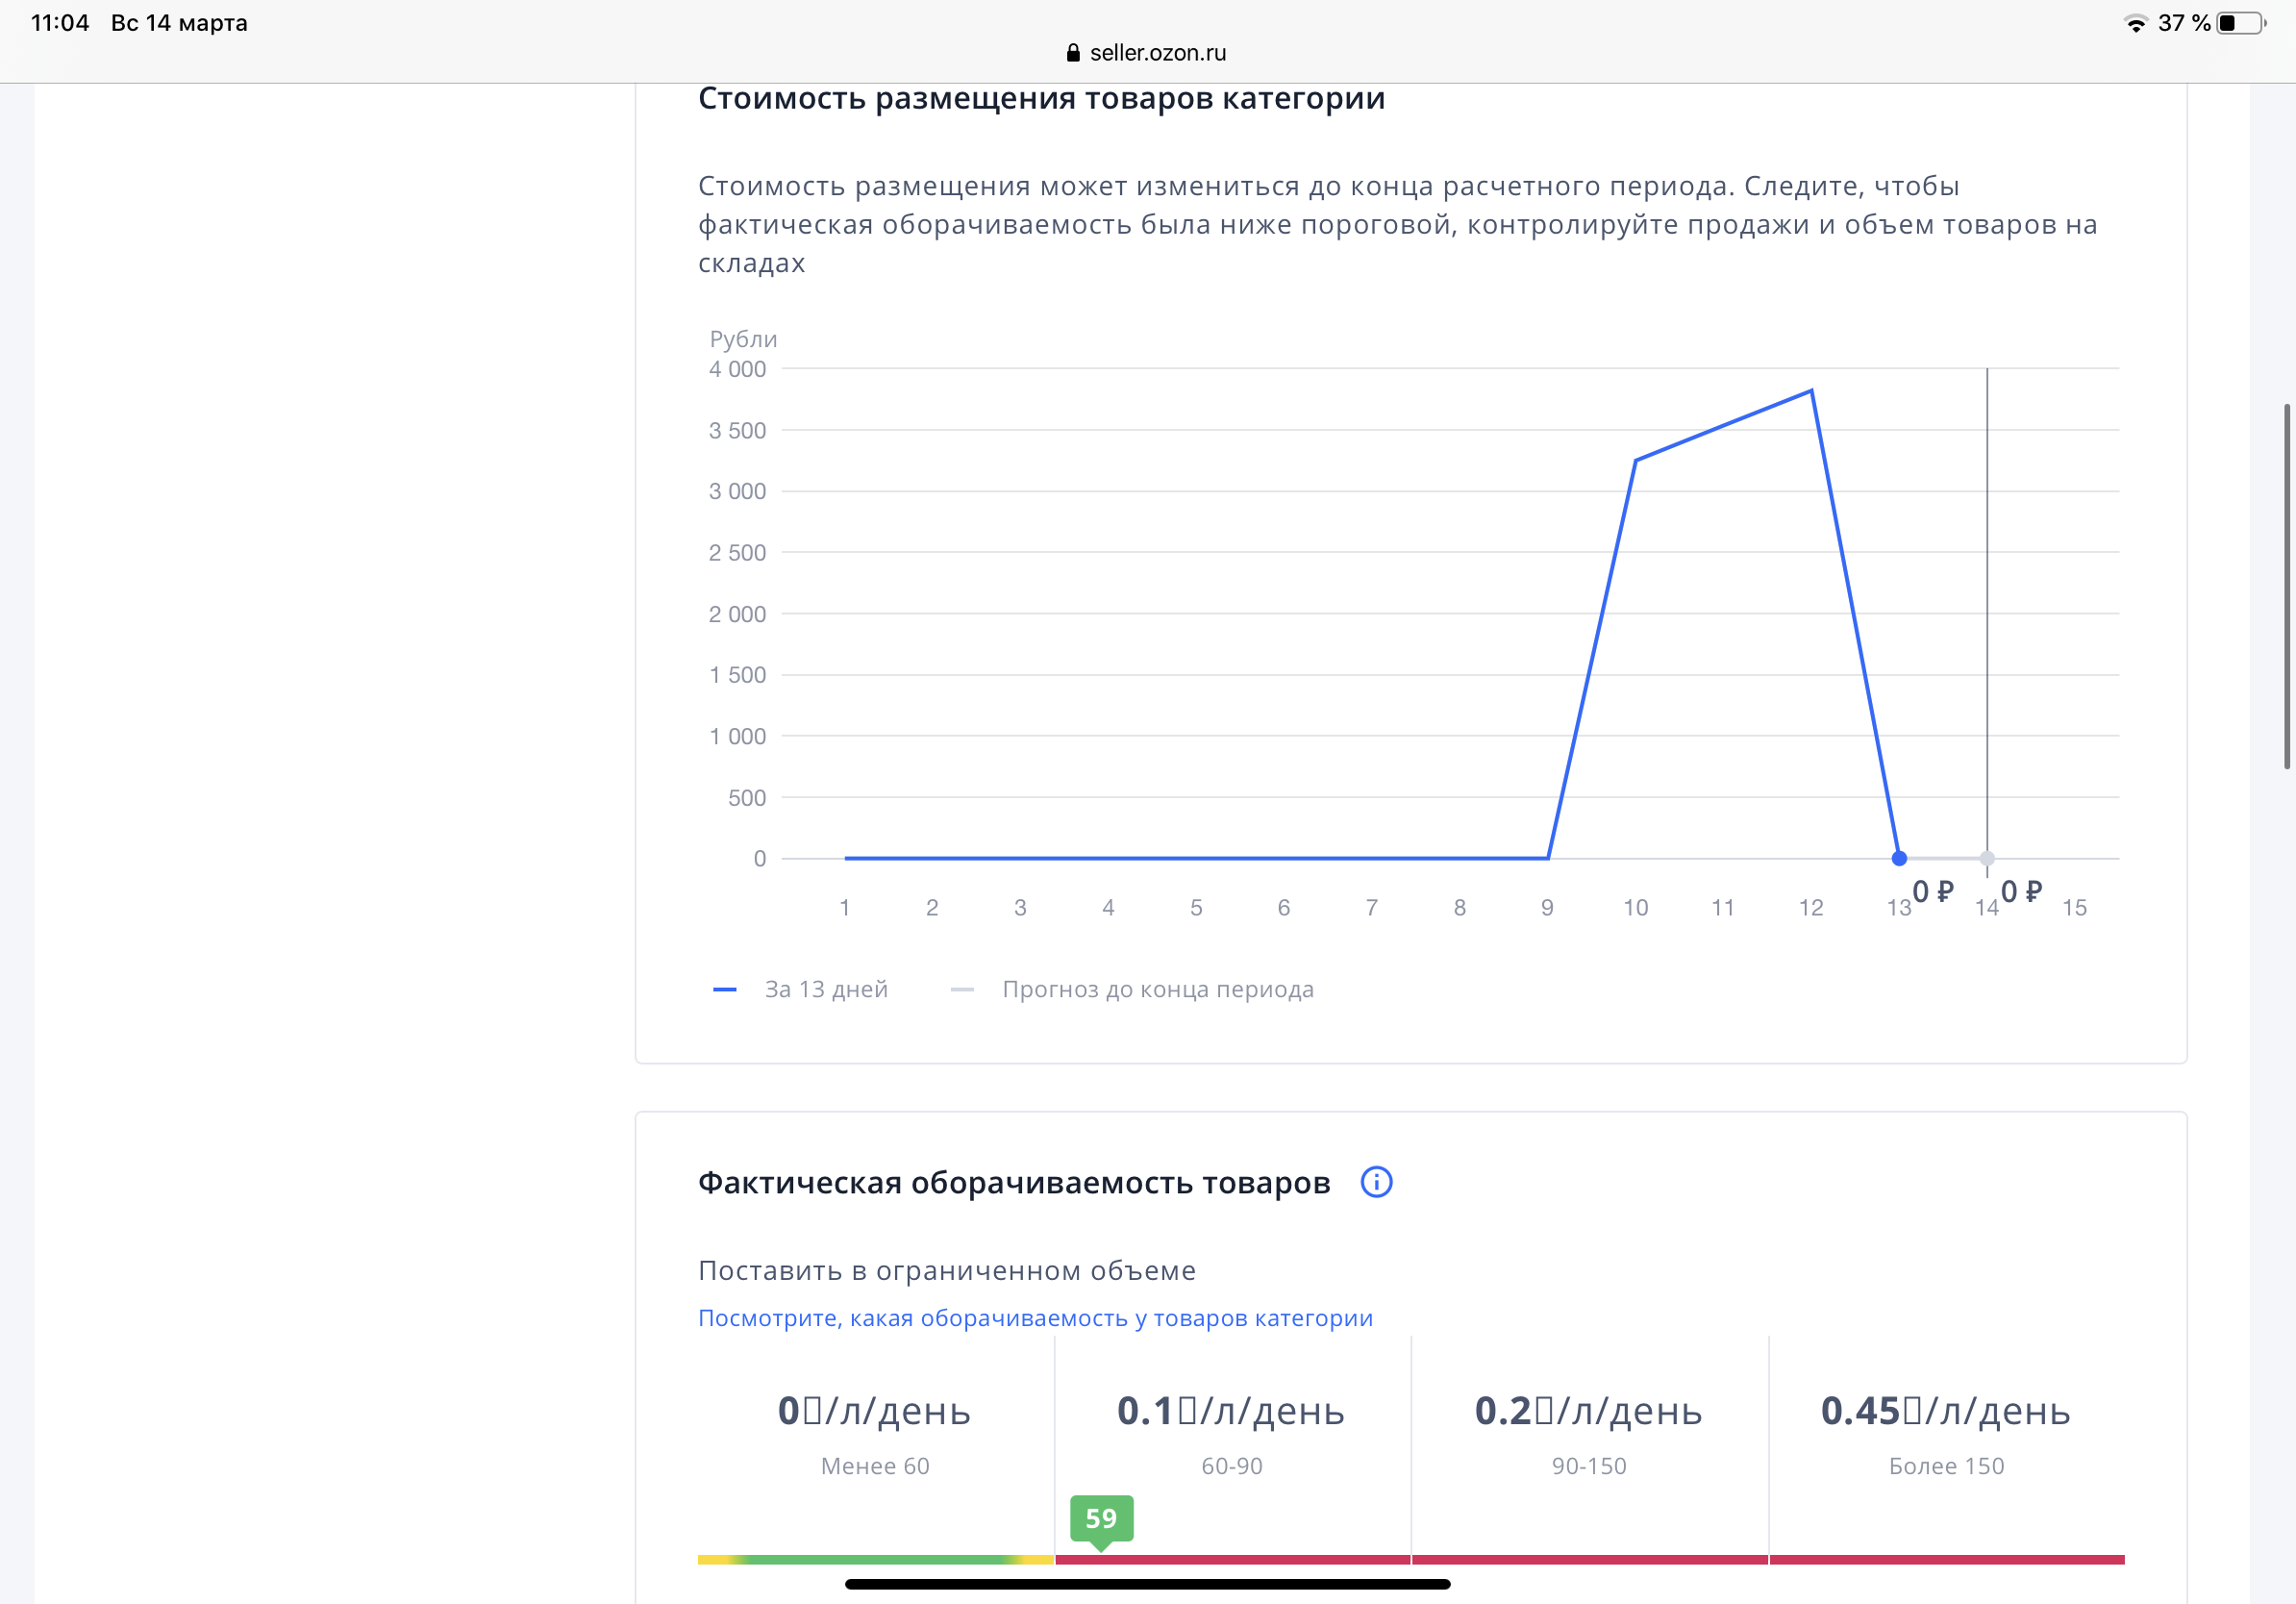 11:04 Вс 14 марта
37 %
seller.ozon.ru
Стоимость размещения товаров категории
Стоимость размещения может измениться до конца расчетного периода. Следите, чтобы
фактическая оборачиваемость была ниже пороговой, контролируйте продажи и объем товаров на
складах
Рубли
4 000
3 500
3 000
2 500
2 000
1 500
1 000
500
0
0 ₽ 0 ₽
1 2 3 4 5 6 7 8 9 10 11 12 13 14 15
За 13 дней Прогноз до конца периода
Фактическая оборачиваемость товаров
Поставить в ограниченном объеме
Посмотрите, какая оборачиваемость у товаров категории
0▯/л/день 0.1▯/л/день 0.2▯/л/день 0.45▯/л/день
Менее 60 60-90 90-150 Более 150
59